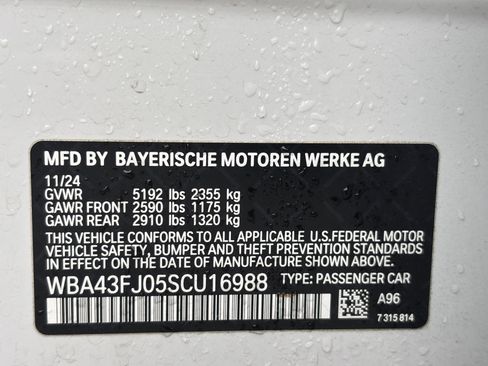 MFD BY BAYERISCHE MOTOREN WERKE AG
11/24
GVWR 5192 lbs 2355 kg
GAWR FRONT 2590 lbs 1175 kg
GAWR REAR 2910 lbs 1320 kg
THIS VEHICLE CONFORMS TO ALL APPLICABLE U.S.FEDERAL MOTOR
VEHICLE SAFETY, BUMPER AND THEFT PREVENTION STANDARDS
IN EFFECT ON THE DATE OF MANUFACTURE SHOWN ABOVE.
WBA43FJ05SCU16988 TYPE: PASSENGER CAR
A96
7 315 814